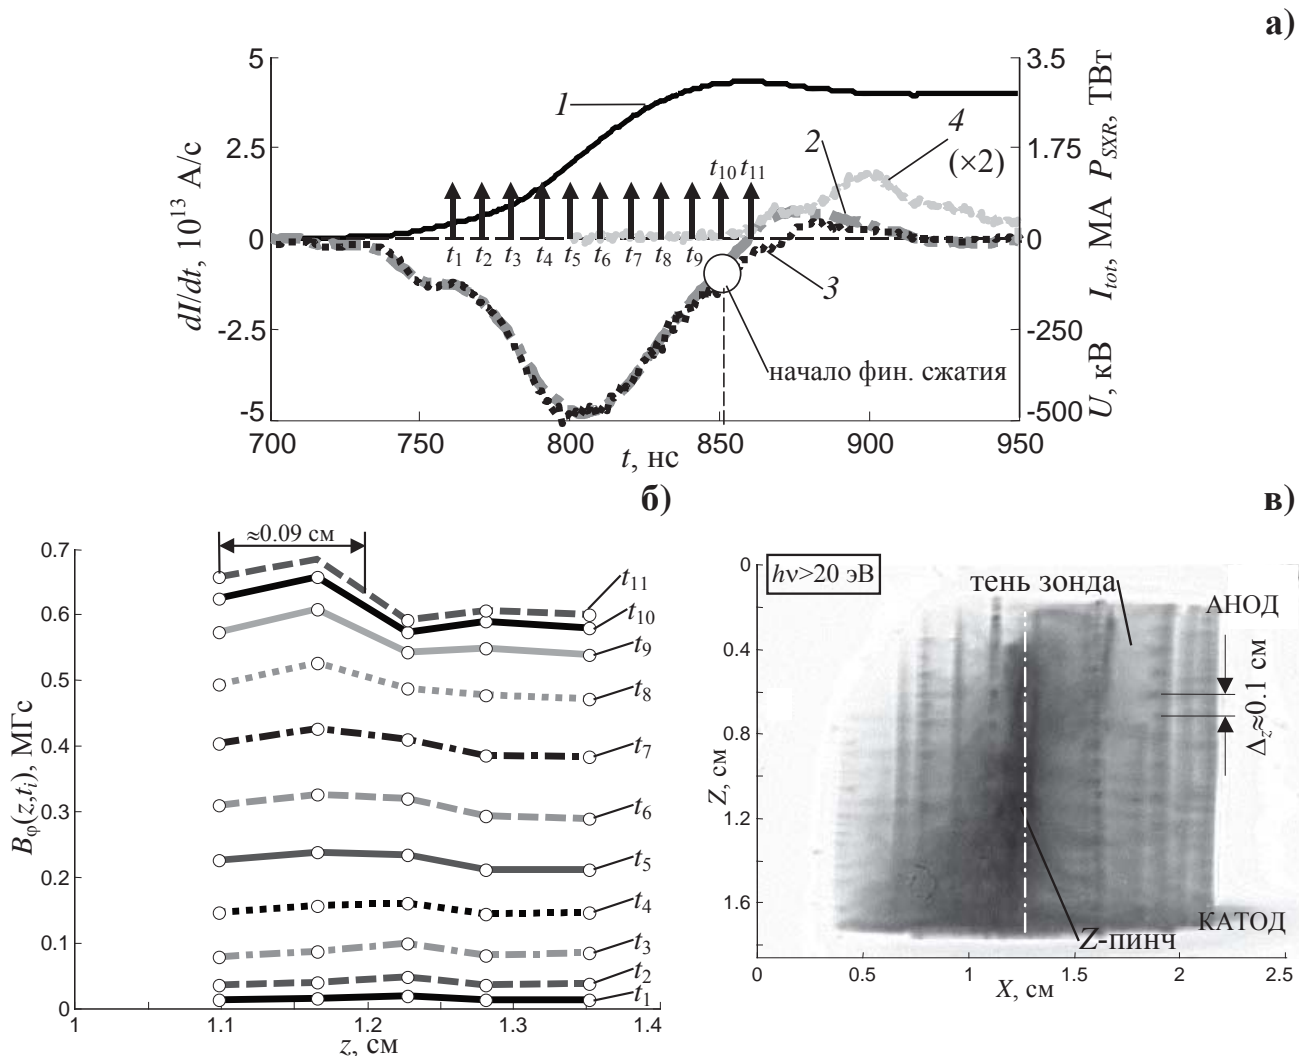 а)
5
2.5
0
-2.5
-5
dI/dt, 10¹³ А/с
3.5
1.75
0
-250
-500
U, кВ I_tot, МА P_SXR, ТВт
1
2
3
4
(×2)
t₁ t₂ t₃ t₄ t₅ t₆ t₇ t₈ t₉ t₁₀ t₁₁
начало фин. сжатия
700 750 800 850 900 950
t, нс
б)
≈0.09 см
0.7
0.6
0.5
0.4
0.3
0.2
0.1
0
B_φ(z,t_i), МГс
t₁₁
t₁₀
t₉
t₈
t₇
t₆
t₅
t₄
t₃
t₂
t₁
1 1.1 1.2 1.3 1.4
z, см
в)
hν>20 эВ
тень зонда
АНОД
Δ_z≈0.1 см
КАТОД
Z-пинч
0
0.4
0.8
1.2
1.6
Z, см
0 0.5 1 1.5 2 2.5
X, см